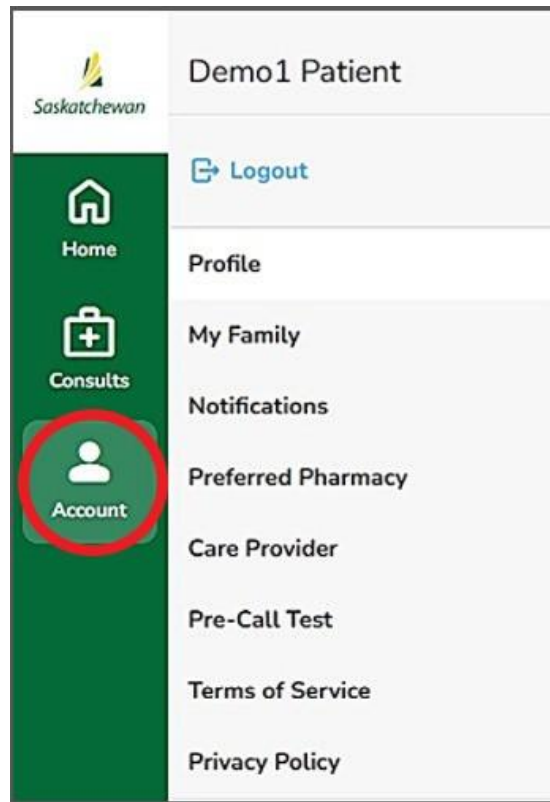 Saskatchewan
Home
Consults
Account
Demo1 Patient
Logout
Profile
My Family
Notifications
Preferred Pharmacy
Care Provider
Pre-Call Test
Terms of Service
Privacy Policy